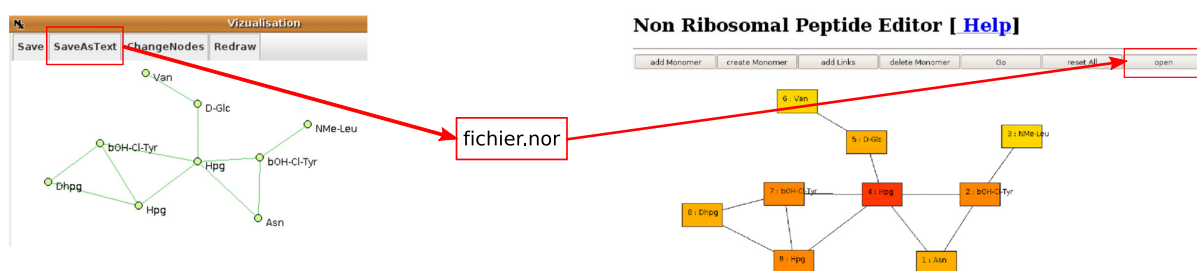 Vizualisation
Save SaveAsText ChangeNodes Redraw
Van
D-Glc
NMe-Leu
bOH-Cl-Tyr
Hpg
bOH-Cl-Tyr
Dhpg
Hpg
Asn
fichier.nor
Non Ribosomal Peptide Editor [ Help]
add Monomer create Monomer add Links delete Monomer Go reset All open
6 : Van
5 : D-Glc
3 : NMe-Leu
7 : bOH-Cl-Tyr
4 : Hpg
2 : bOH-Cl-Tyr
8 : Dhpg
9 : Hpg
1 : Asn